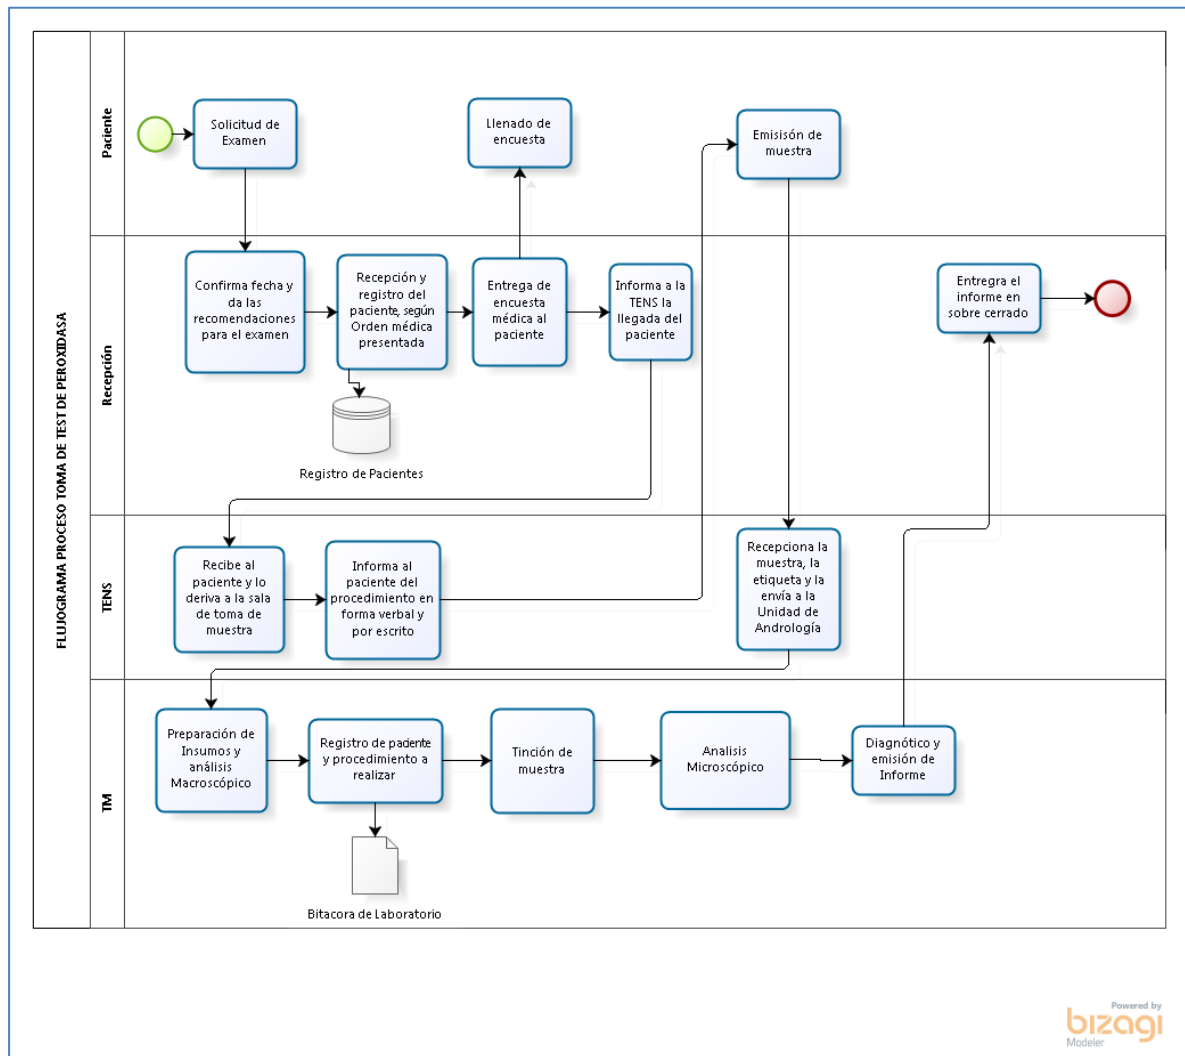 FLUJOGRAMA PROCESO TOMA DE TEST DE PEROXIDASA
Paciente
Solicitud de
Examen
Llenado de
encuesta
Emisión de
muestra
Recepción
Confirma fecha y
da las
recomendaciones
para el examen
Recepción y
registro del
paciente, según
Orden médica
presentada
Registro de Pacientes
Entrega de
encuesta
médica al
paciente
Informa a la
TENS la
llegada del
paciente
Entregra el
informe en
sobre cerrado
TENS
Recibe al
paciente y lo
deriva a la sala
de toma de
muestra
Informa al
paciente del
procedimiento en
forma verbal y
por escrito
Recepciona la
muestra, la
etiqueta y la
envía a la
Unidad de
Andrología
TM
Preparación de
Insumos y
análisis
Macroscópico
Registro de paciente
y procedimiento a
realizar
Bitacora de Laboratorio
Tinción de
muestra
Analisis
Microscópico
Diagnótico y
emisión de
Informe
Powered by
bizagi
Modeler